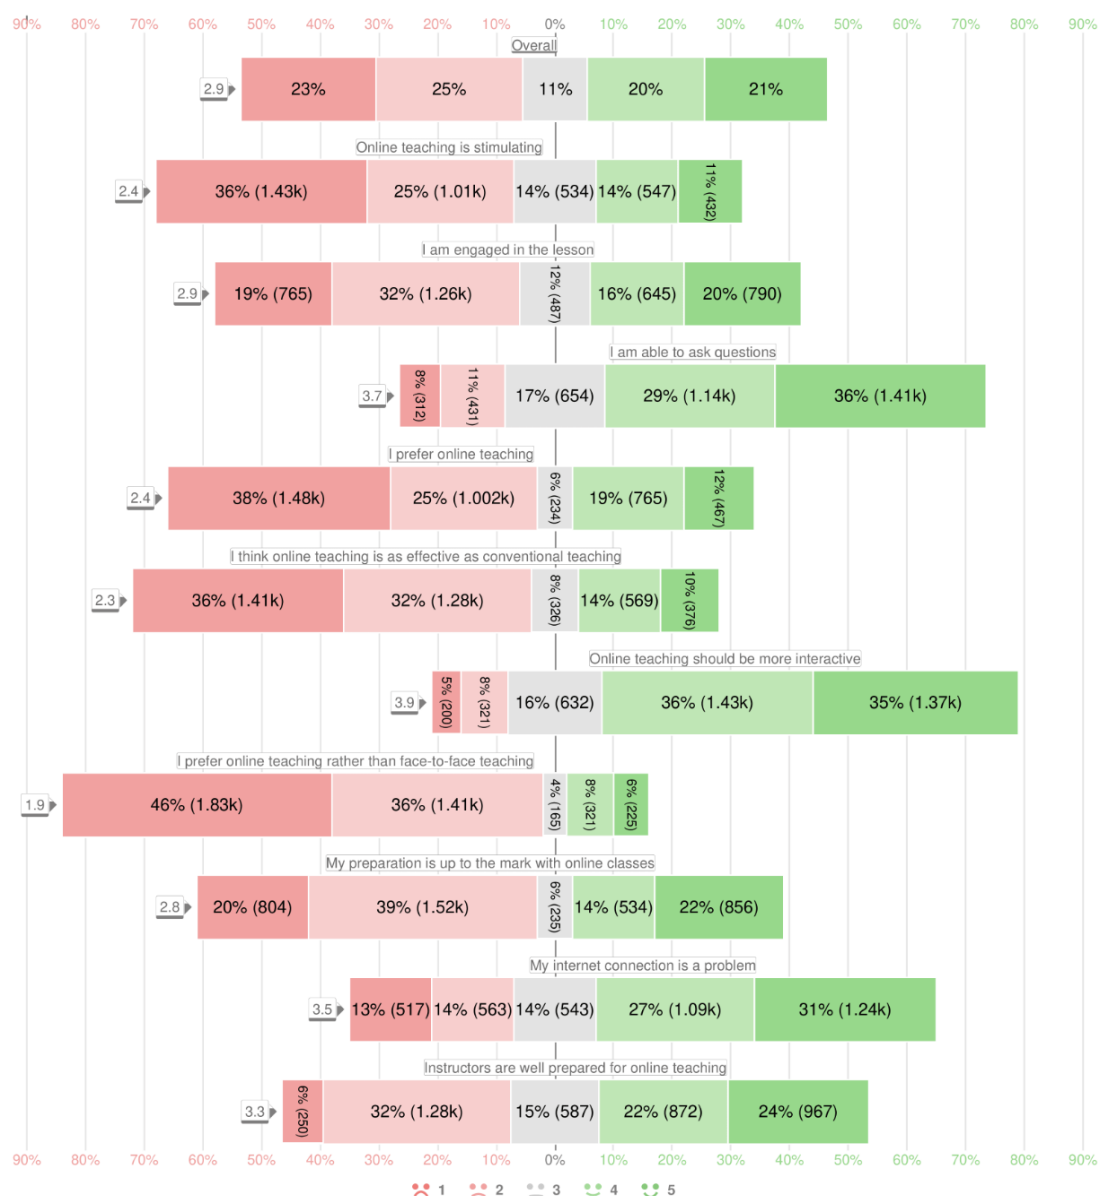 90% 80% 70% 60% 50% 40% 30% 20% 10% 0% 10% 20% 30% 40% 50% 60% 70% 80% 90%
Overall
2.9 23% 25% 11% 20% 21%
Online teaching is stimulating
2.4 36% (1.43k) 25% (1.01k) 14% (534) 14% (547) 11% (432)
I am engaged in the lesson
2.9 19% (765) 32% (1.26k) 12% (487) 16% (645) 20% (790)
I am able to ask questions
3.7 8% (312) 11% (431) 17% (654) 29% (1.14k) 36% (1.41k)
I prefer online teaching
2.4 38% (1.48k) 25% (1.002k) 6% (234) 19% (765) 12% (467)
I think online teaching is as effective as conventional teaching
2.3 36% (1.41k) 32% (1.28k) 8% (326) 14% (569) 10% (376)
Online teaching should be more interactive
3.9 5% (200) 8% (321) 16% (632) 36% (1.43k) 35% (1.37k)
I prefer online teaching rather than face-to-face teaching
1.9 46% (1.83k) 36% (1.41k) 4% (165) 8% (321) 6% (225)
My preparation is up to the mark with online classes
2.8 20% (804) 39% (1.52k) 6% (235) 14% (534) 22% (856)
My internet connection is a problem
3.5 13% (517) 14% (563) 14% (543) 27% (1.09k) 31% (1.24k)
Instructors are well prepared for online teaching
3.3 6% (250) 32% (1.28k) 15% (587) 22% (872) 24% (967)
90% 80% 70% 60% 50% 40% 30% 20% 10% 0% 10% 20% 30% 40% 50% 60% 70% 80% 90%
1 2 3 4 5